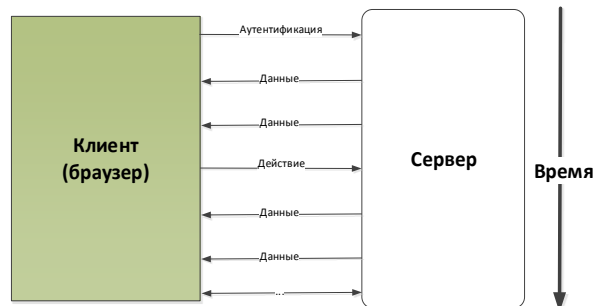 Аутентификация
Данные
Данные
Клиент
(браузер)
Действие
Сервер
Время
Данные
Данные
...